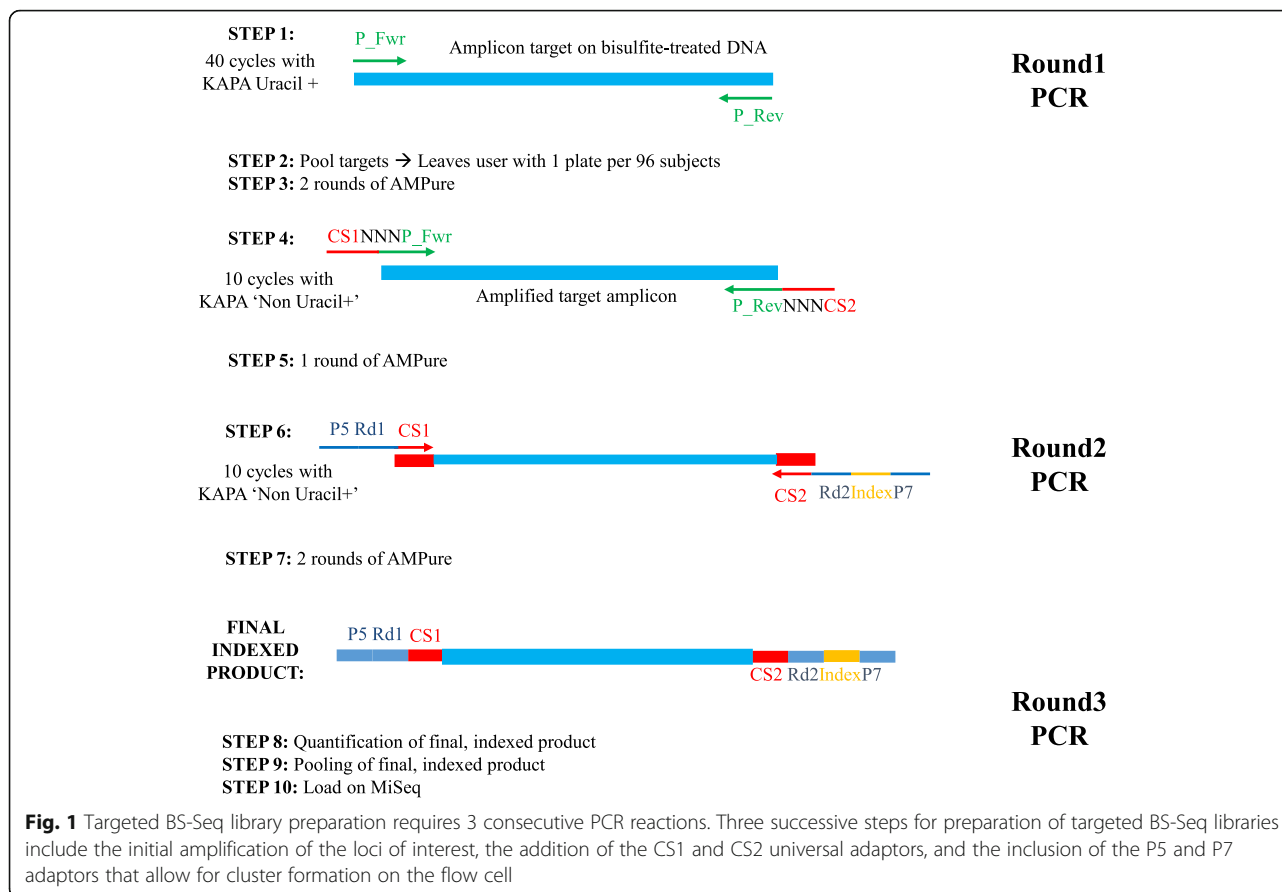 STEP 1:
40 cycles with
KAPA Uracil +
P_Fwr
Amplicon target on bisulfite-treated DNA
P_Rev
Round1
PCR
STEP 2: Pool targets → Leaves user with 1 plate per 96 subjects
STEP 3: 2 rounds of AMPure
STEP 4:
10 cycles with
KAPA ‘Non Uracil+’
CS1NNNP_Fwr
Amplified target amplicon
P_RevNNNCS2
STEP 5: 1 round of AMPure
STEP 6:
10 cycles with
KAPA ‘Non Uracil+’
P5 Rd1 CS1
CS2 Rd2IndexP7
Round2
PCR
STEP 7: 2 rounds of AMPure
FINAL
INDEXED
PRODUCT:
P5 Rd1 CS1
CS2 Rd2IndexP7
Round3
PCR
STEP 8: Quantification of final, indexed product
STEP 9: Pooling of final, indexed product
STEP 10: Load on MiSeq
Fig. 1 Targeted BS-Seq library preparation requires 3 consecutive PCR reactions. Three successive steps for preparation of targeted BS-Seq libraries
include the initial amplification of the loci of interest, the addition of the CS1 and CS2 universal adaptors, and the inclusion of the P5 and P7
adaptors that allow for cluster formation on the flow cell